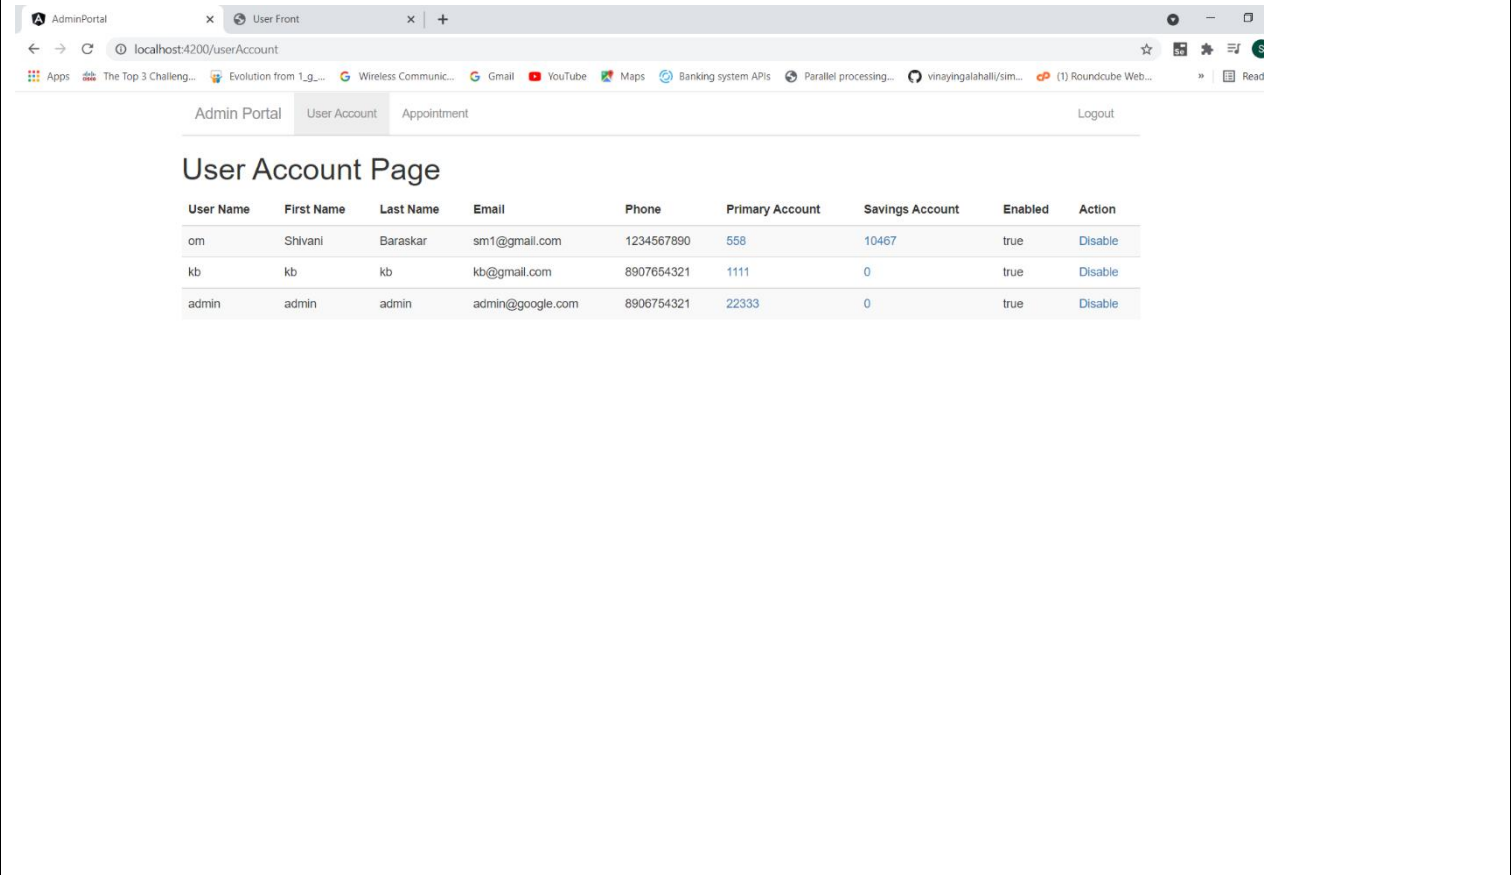 AdminPortal User Front
localhost:4200/userAccount
Apps The Top 3 Challeng... Evolution from 1_g_... Wireless Communic... Gmail YouTube Maps Banking system APIs Parallel processing... vinayingalahalli/sim... (1) Roundcube Web... » Read
Admin Portal User Account Appointment Logout
User Account Page
User Name First Name Last Name Email Phone Primary Account Savings Account Enabled Action
om Shivani Baraskar sm1@gmail.com 1234567890 558 10467 true Disable
kb kb kb kb@gmail.com 8907654321 1111 0 true Disable
admin admin admin admin@google.com 8906754321 22333 0 true Disable